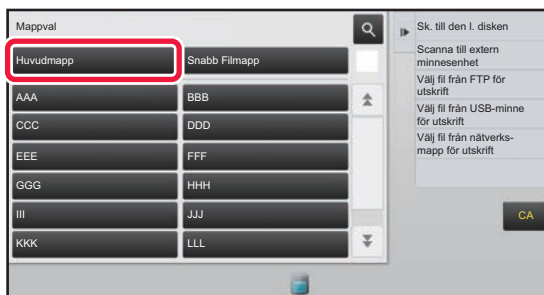 Mappval
Huvudmapp
Snabb Filmapp
AAA
BBB
CCC
DDD
EEE
FFF
GGG
HHH
III
JJJ
KKK
LLL
Sk. till den l. disken
Scanna till extern
minnesenhet
Välj fil från FTP för
utskrift
Välj fil från USB-minne
för utskrift
Välj fil från nätverks-
mapp för utskrift
CA